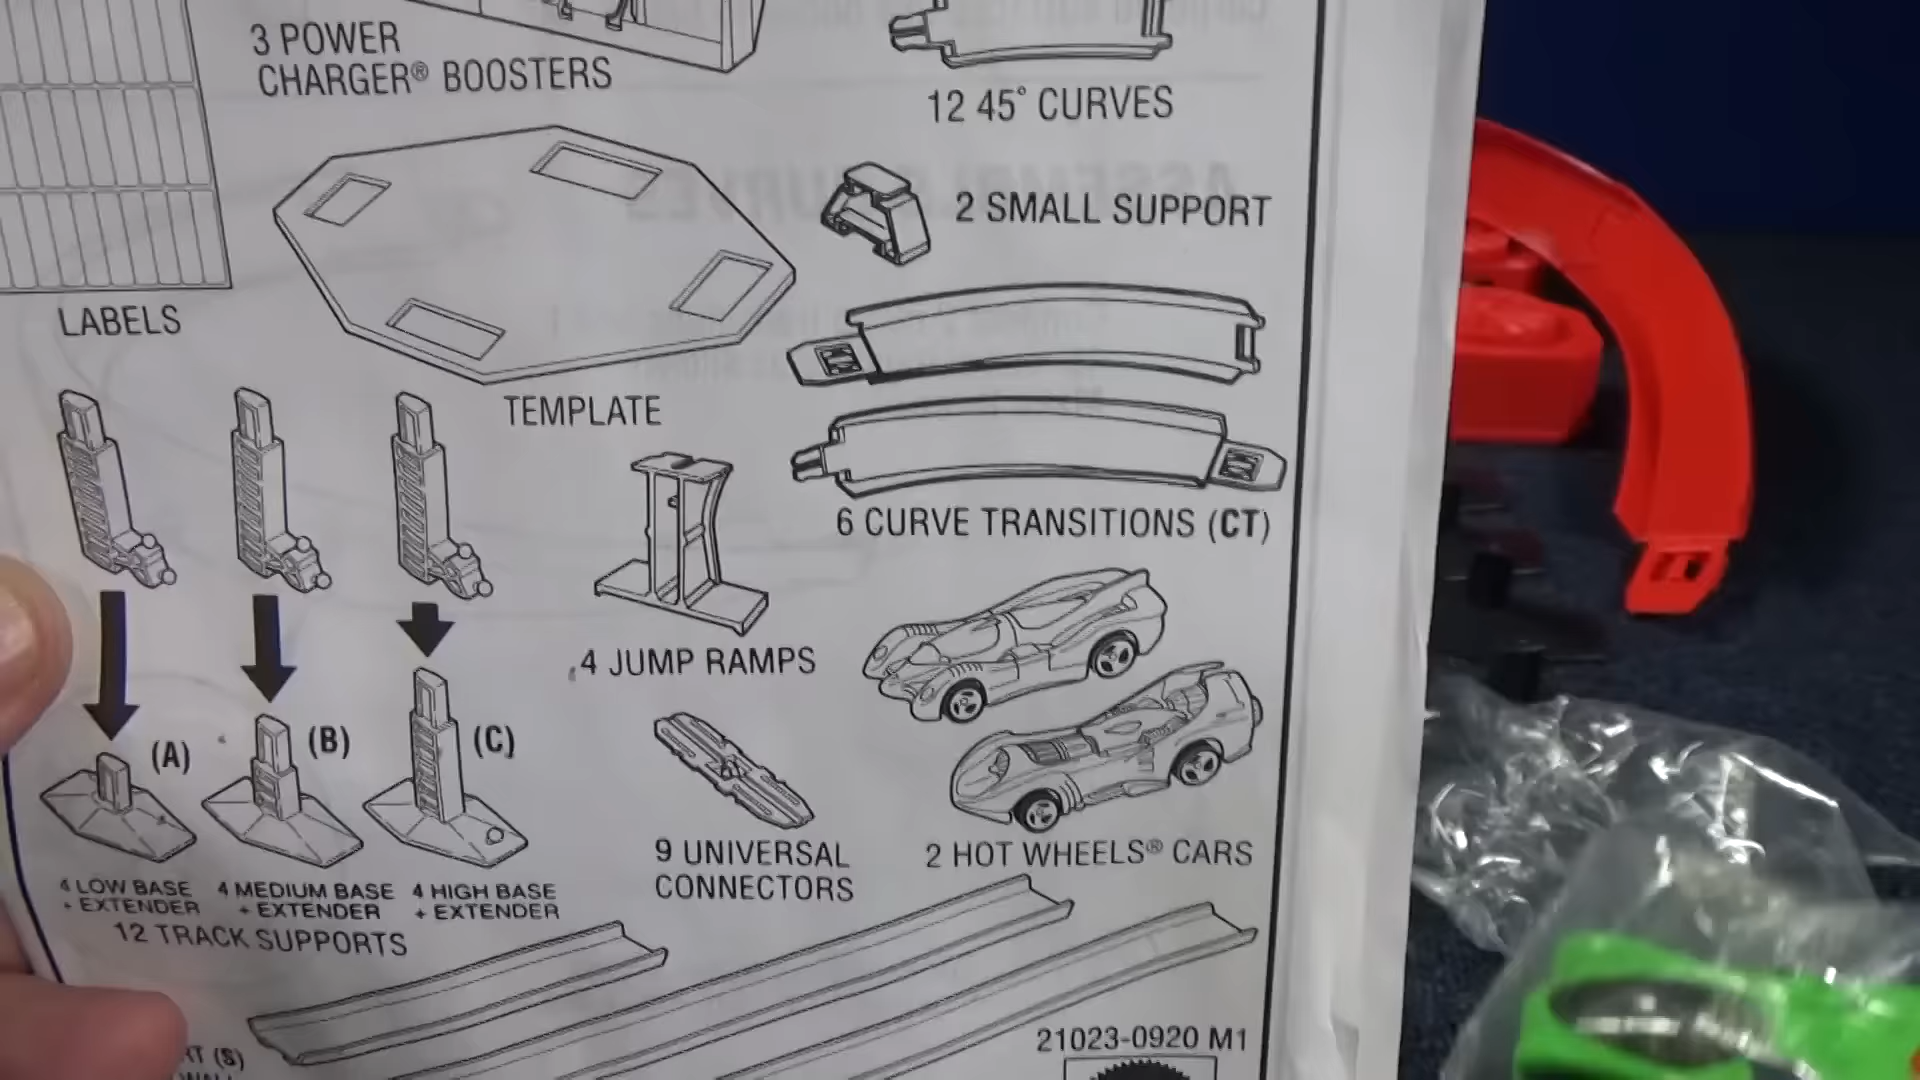 3 POWER
CHARGER® BOOSTERS
12 45° CURVES
2 SMALL SUPPORT
LABELS
TEMPLATE
6 CURVE TRANSITIONS (CT)
4 JUMP RAMPS
(A)
(B)
(C)
9 UNIVERSAL
CONNECTORS
2 HOT WHEELS® CARS
4 LOW BASE
+ EXTENDER
4 MEDIUM BASE
+ EXTENDER
4 HIGH BASE
+ EXTENDER
12 TRACK SUPPORTS
21023-0920 M1
(S)